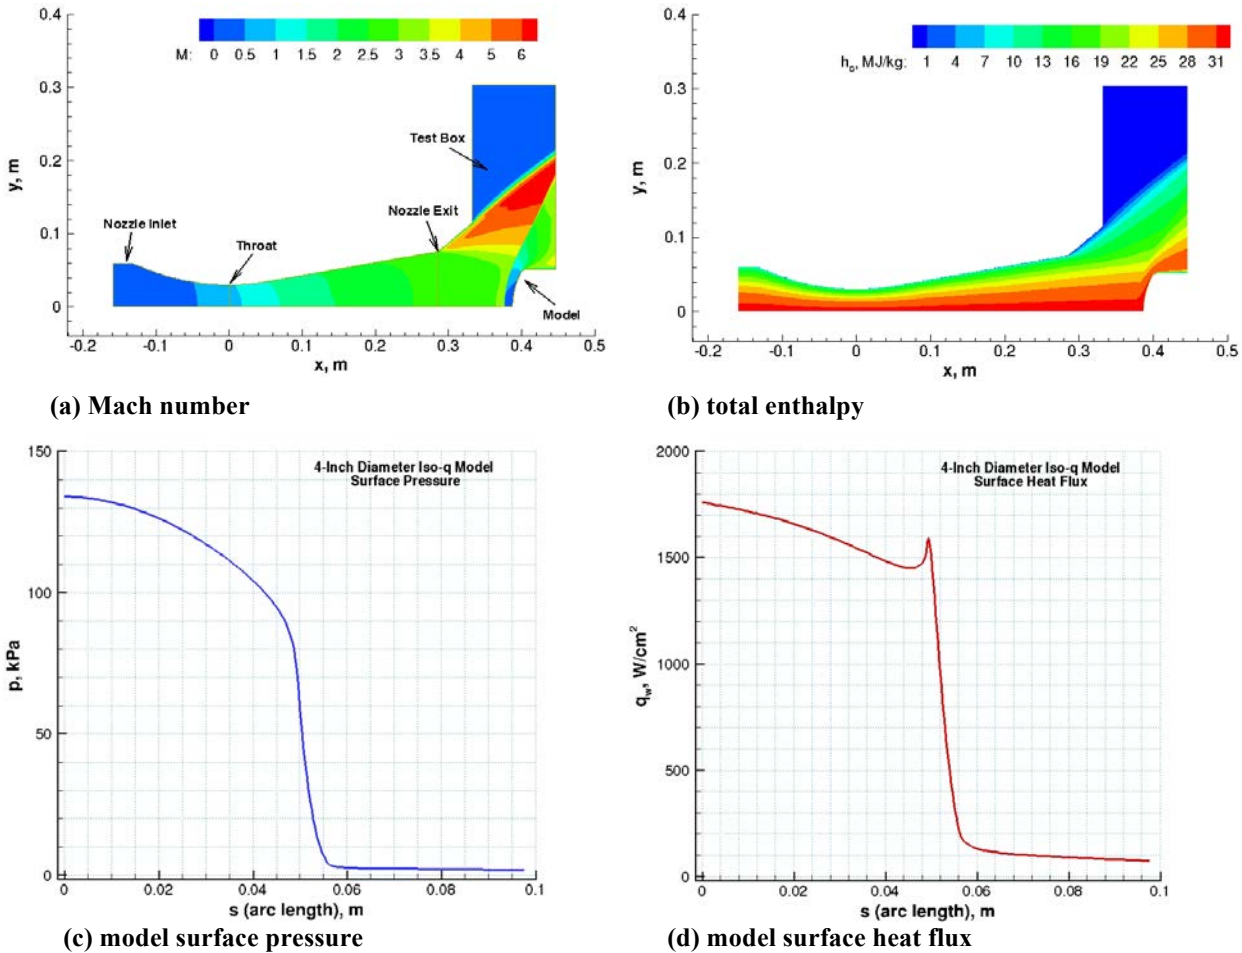 0.4
0.3
0.2
0.1
0
y, m
M: 0 0.5 1 1.5 2 2.5 3 3.5 4 5 6
Test Box
Nozzle Exit
Nozzle Inlet
Throat
Model
-0.2 -0.1 0 0.1 0.2 0.3 0.4 0.5
x, m
(a) Mach number
0.4
0.3
0.2
0.1
0
y, m
h₀, MJ/kg: 1 4 7 10 13 16 19 22 25 28 31
-0.2 -0.1 0 0.1 0.2 0.3 0.4 0.5
x, m
(b) total enthalpy
150
100
50
0
p, kPa
4-Inch Diameter Iso-q Model
Surface Pressure
0 0.02 0.04 0.06 0.08 0.1
s (arc length), m
(c) model surface pressure
2000
1500
1000
500
0
q_w, W/cm²
4-Inch Diameter Iso-q Model
Surface Heat Flux
0 0.02 0.04 0.06 0.08 0.1
s (arc length), m
(d) model surface heat flux